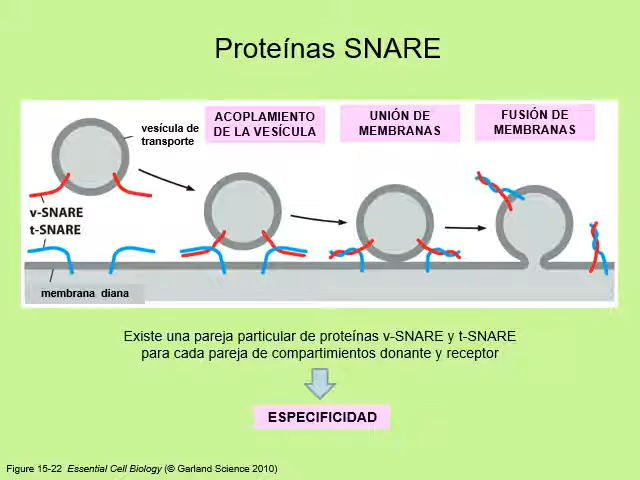 Proteínas SNARE
vesícula de
transporte
ACOPLAMIENTO
DE LA VESÍCULA
UNIÓN DE
MEMBRANAS
FUSIÓN DE
MEMBRANAS
v-SNARE
t-SNARE
membrana diana
Existe una pareja particular de proteínas v-SNARE y t-SNARE
para cada pareja de compartimientos donante y receptor
ESPECIFICIDAD
Figure 15-22 Essential Cell Biology (© Garland Science 2010)